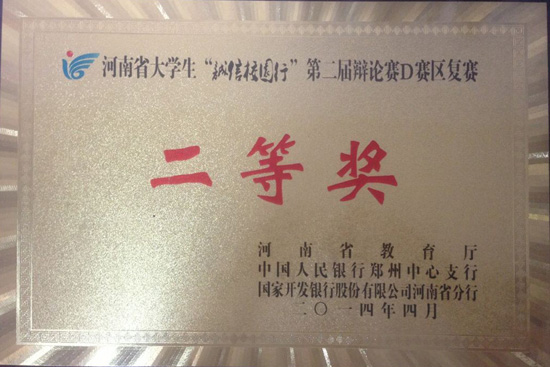 河南省大学生“诚信校园行”第二届辩论赛D赛区复赛
二等奖
河南省教育厅
中国人民银行郑州中心支行
国家开发银行股份有限公司河南省分行
二〇一四年四月